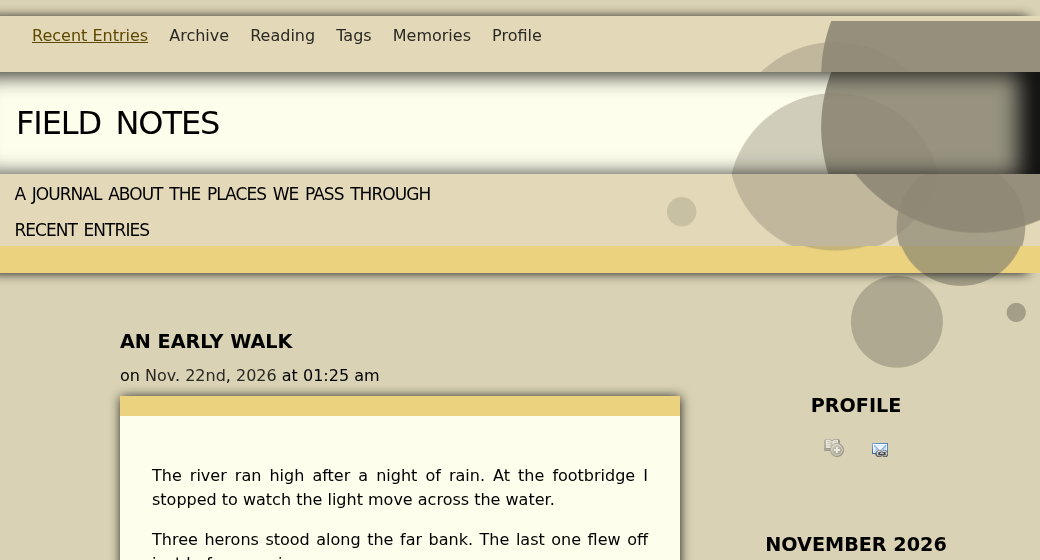 Recent Entries Archive Reading Tags Memories Profile
FIELD NOTES
A JOURNAL ABOUT THE PLACES WE PASS THROUGH
RECENT ENTRIES
AN EARLY WALK
on Nov. 22nd, 2026 at 01:25 am
PROFILE
The river ran high after a night of rain. At the footbridge I
stopped to watch the light move across the water.
Three herons stood along the far bank. The last one flew off
NOVEMBER 2026